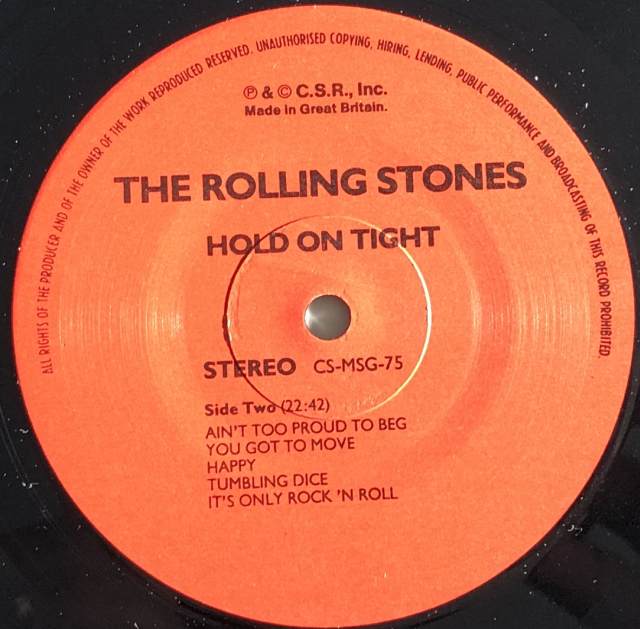 ALL RIGHTS OF THE PRODUCER AND OF THE OWNER OF THE WORK REPRODUCED RESERVED. UNAUTHORISED COPYING, HIRING, LENDING, PUBLIC PERFORMANCE AND BROADCASTING OF THIS RECORD PROHIBITED.
℗ & © C.S.R., Inc.
Made in Great Britain.
THE ROLLING STONES
HOLD ON TIGHT
STEREO CS-MSG-75
Side Two (22:42)
AIN'T TOO PROUD TO BEG
YOU GOT TO MOVE
HAPPY
TUMBLING DICE
IT'S ONLY ROCK 'N ROLL